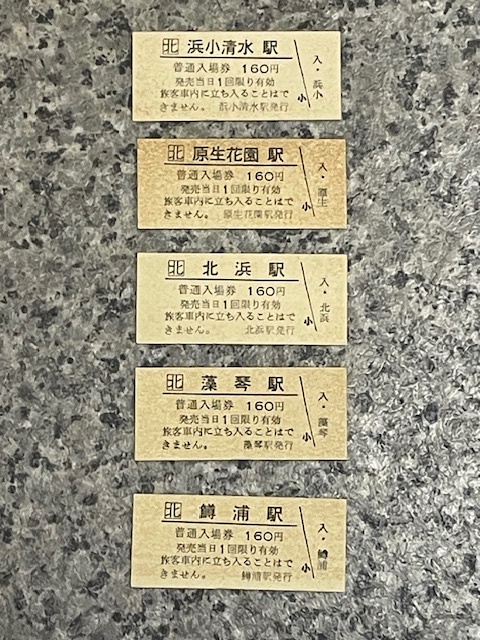 北 浜小清水 駅
普通入場券 160円
発売当日1回限り有効
旅客車内に立ち入ることはで
きません。 浜小清水駅発行
小
入・浜小
北 原生花園 駅
普通入場券 160円
発売当日1回限り有効
旅客車内に立ち入ることはで
きません。 原生花園駅発行
小
入・原生
北 北浜駅
普通入場券 160円
発売当日1回限り有効
旅客車内に立ち入ることはで
きません。 北浜駅発行
小
入・北浜
北 藻琴駅
普通入場券 160円
発売当日1回限り有効
旅客車内に立ち入ることはで
きません。 藻琴駅発行
小
入・藻琴
北 鱒浦駅
普通入場券 160円
発売当日1回限り有効
旅客車内に立ち入ることはで
きません。 鱒浦駅発行
小
入・鱒浦